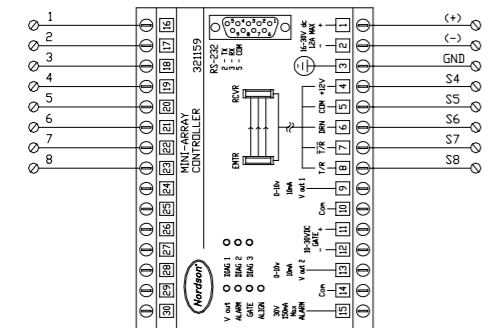 1
2
3
4
5
6
7
8
16
17
18
19
20
21
22
23
24
25
26
27
28
29
30
MINI-ARRAY
CONTROLLER
321159
RS-232
2 - TX
3 - RX
5 - COM
RCVR
ENTR
DIAG 1
DIAG 2
DIAG 3
Nordson
V out
ALARM
GATE
ALIGN
16-30V dc
12A MAX
+
-
+12V
COM
DRN
T/R
T/R
0-10v
10mA
V out 1
Com
10-30VDC
GATE
+
-
0-10v
10mA
V out 2
Com
30V
150mA
Max
ALARM
1
2
3
4
5
6
7
8
9
10
11
12
13
14
15
(+)
(-)
GND
S4
S5
S6
S7
S8